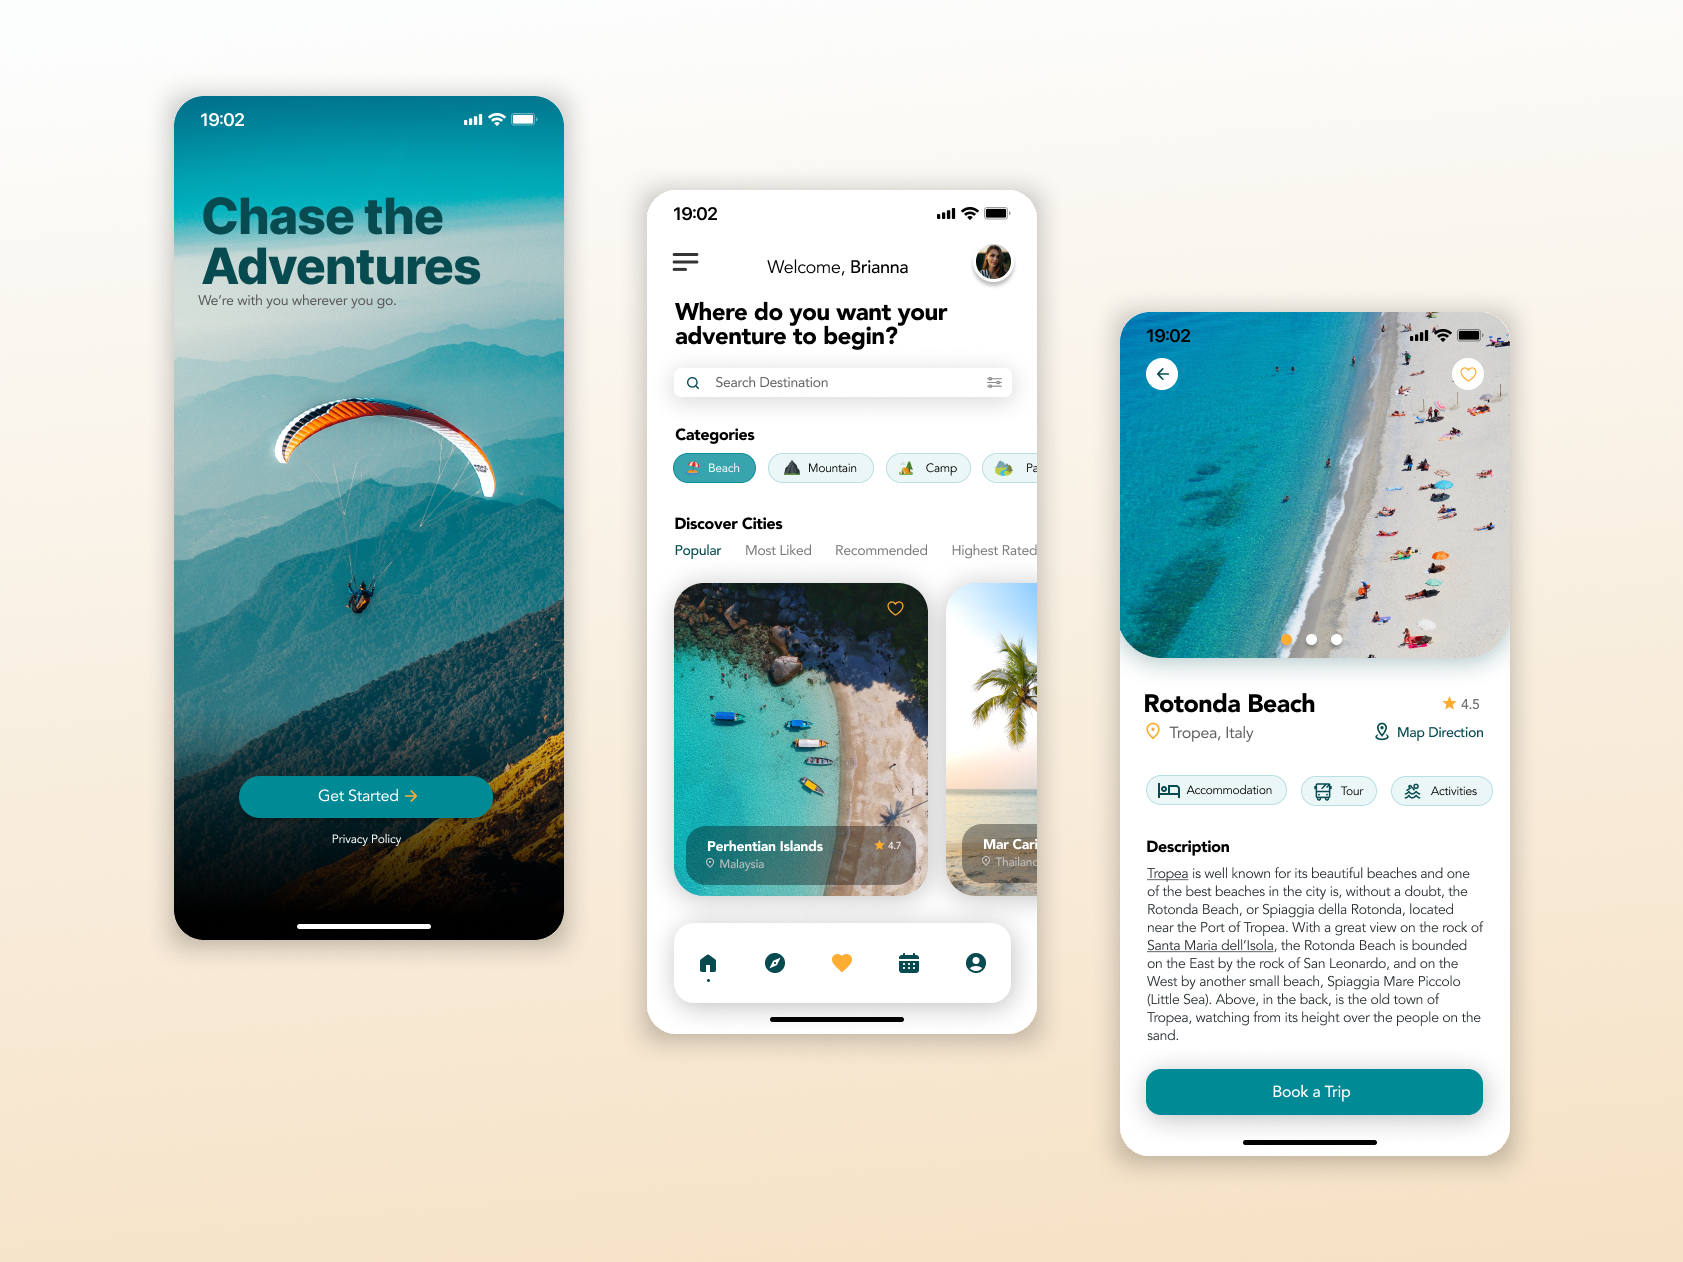 19:02
Chase the
Adventures
We're with you wherever you go.
Get Started
Privacy Policy
19:02
Welcome, Brianna
Where do you want your
adventure to begin?
Search Destination
Categories
Beach Mountain Camp Pa
Discover Cities
Popular Most Liked Recommended Highest Rated
Perhentian Islands 4.7
Malaysia
Mar Cari
Thailand
19:02
Rotonda Beach 4.5
Tropea, Italy Map Direction
Accommodation Tour Activities
Description
Tropea is well known for its beautiful beaches and one
of the best beaches in the city is, without a doubt, the
Rotonda Beach, or Spiaggia della Rotonda, located
near the Port of Tropea. With a great view on the rock of
Santa Maria dell'Isola, the Rotonda Beach is bounded
on the East by the rock of San Leonardo, and on the
West by another small beach, Spiaggia Mare Piccolo
(Little Sea). Above, in the back, is the old town of
Tropea, watching from its height over the people on the
sand.
Book a Trip